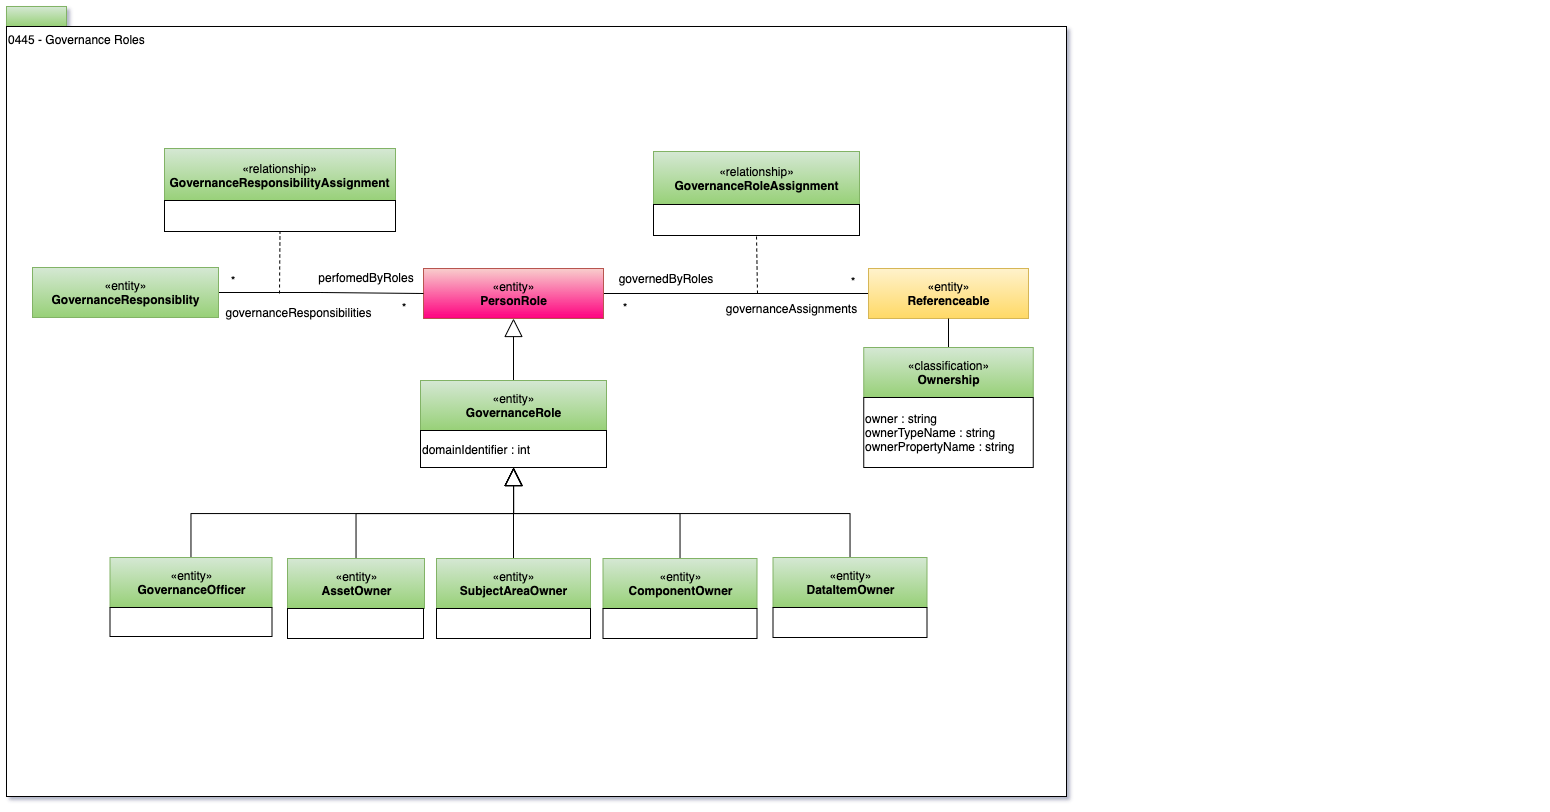 0445 - Governance Roles
«relationship»
GovernanceResponsibilityAssignment
«relationship»
GovernanceRoleAssignment
«entity»
GovernanceResponsiblity
*
perfomedByRoles
governanceResponsibilities
*
«entity»
PersonRole
governedByRoles
*
*
governanceAssignments
«entity»
Referenceable
«classification»
Ownership
owner : string
ownerTypeName : string
ownerPropertyName : string
«entity»
GovernanceRole
domainIdentifier : int
«entity»
GovernanceOfficer
«entity»
AssetOwner
«entity»
SubjectAreaOwner
«entity»
ComponentOwner
«entity»
DataItemOwner